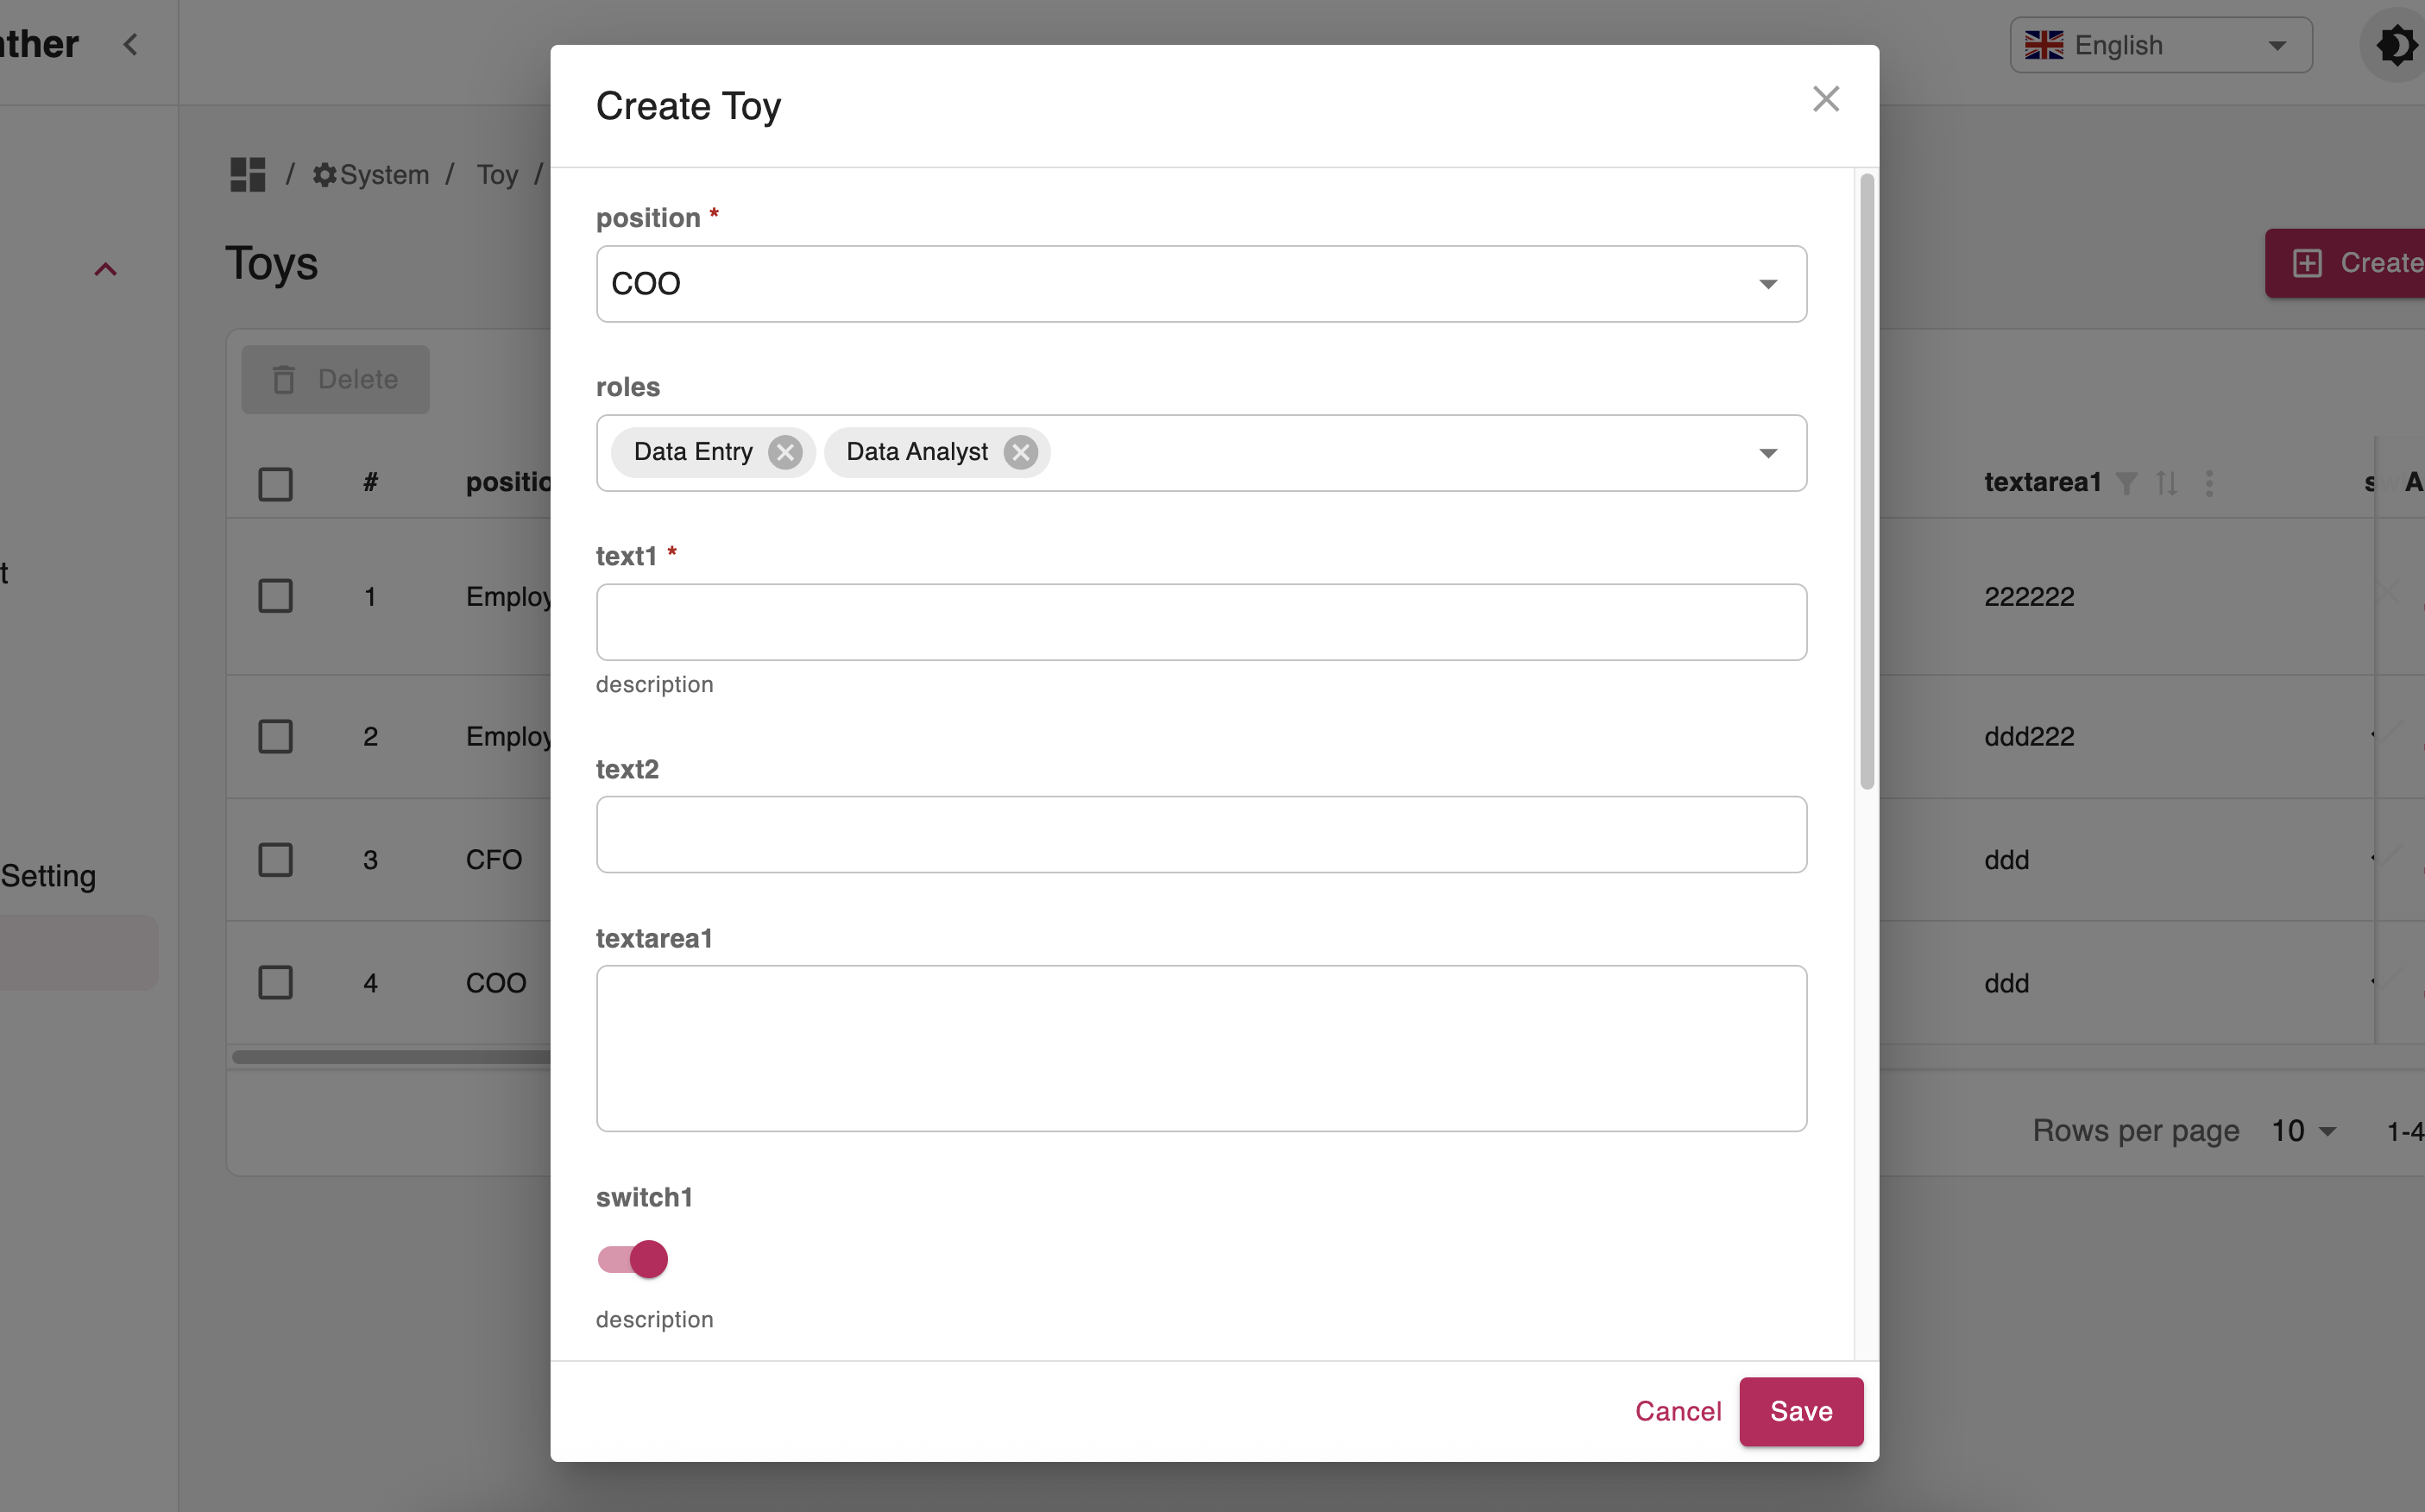 Create Toy
English
/ System / Toy /
Toys
Create
Delete
# positio
textarea1
1 Employ 222222
2 Employ ddd222
3 CFO ddd
4 COO ddd
Setting
Rows per page 10 1-4
position *
COO
roles
Data Entry Data Analyst
text1 *
description
text2
textarea1
switch1
description
Cancel Save